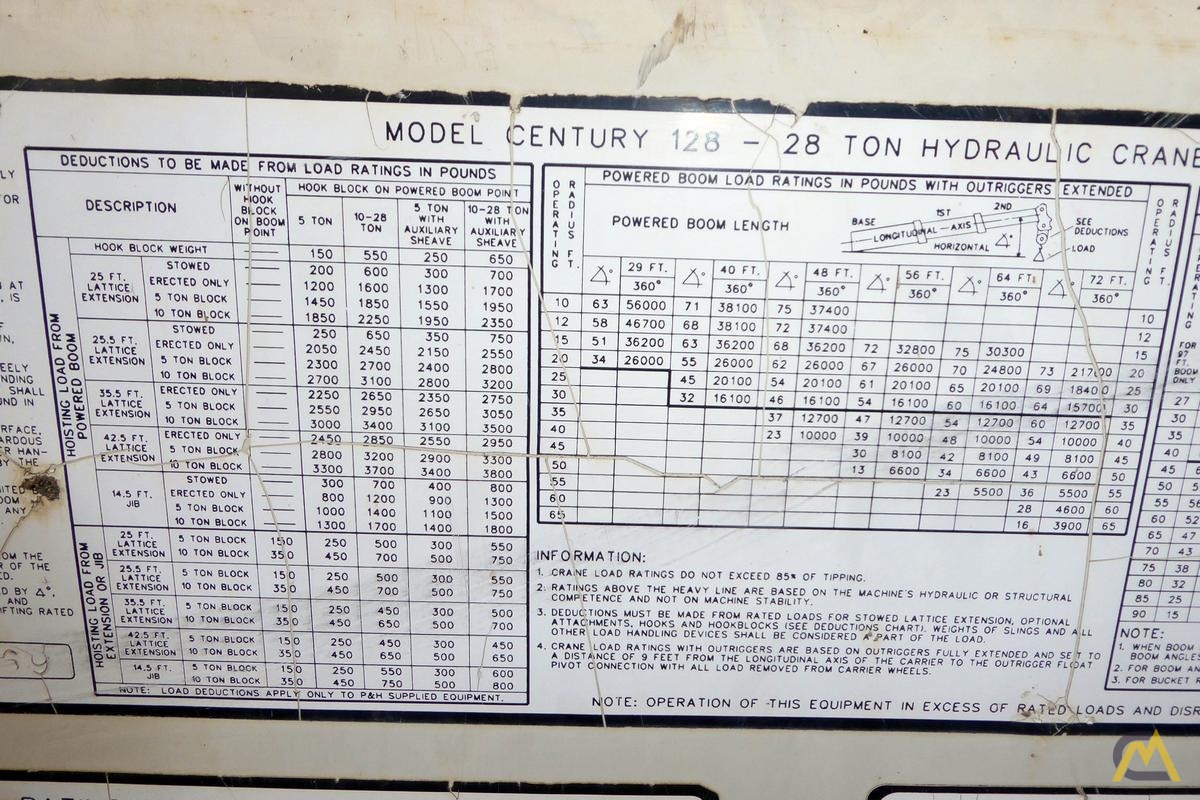 MODEL CENTURY 128 - 28 TON HYDRAULIC CRANE
DEDUCTIONS TO BE MADE FROM LOAD RATINGS IN POUNDS
DESCRIPTION
WITHOUT HOOK BLOCK ON BOOM POINT
HOOK BLOCK ON POWERED BOOM POINT
5 TON
10-28 TON
5 TON WITH AUXILIARY SHEAVE
10-28 TON WITH AUXILIARY SHEAVE
HOISTING LOAD FROM POWERED BOOM
HOOK BLOCK WEIGHT — 150 550 250 650
25 FT. LATTICE EXTENSION
STOWED — 200 600 300 700
ERECTED ONLY — 1200 1600 1300 1700
5 TON BLOCK — 1450 1850 1550 1950
10 TON BLOCK — 1850 2250 1950 2350
25.5 FT. LATTICE EXTENSION
STOWED — 250 650 350 750
ERECTED ONLY — 2050 2450 2150 2550
5 TON BLOCK — 2300 2700 2400 2800
10 TON BLOCK — 2700 3100 2800 3200
35.5 FT. LATTICE EXTENSION
ERECTED ONLY — 2250 2650 2350 2750
5 TON BLOCK — 2550 2950 2650 3050
10 TON BLOCK — 3000 3400 3100 3500
42.5 FT. LATTICE EXTENSION
ERECTED ONLY — 2450 2850 2550 2950
5 TON BLOCK — 2800 3200 2900 3300
10 TON BLOCK — 3300 3700 3400 3800
14.5 FT. JIB
STOWED — 300 700 400 800
ERECTED ONLY — 800 1200 900 1300
5 TON BLOCK — 1000 1400 1100 1500
10 TON BLOCK — 1300 1700 1400 1800
HOISTING LOAD FROM EXTENSION OR JIB
25 FT. LATTICE EXTENSION
5 TON BLOCK 150 250 500 300 550
10 TON BLOCK 350 450 700 500 750
25.5 FT. LATTICE EXTENSION
5 TON BLOCK 150 250 500 300 550
10 TON BLOCK 350 450 700 500 750
35.5 FT. LATTICE EXTENSION
5 TON BLOCK 150 250 450 300 500
10 TON BLOCK 350 450 650 500 700
42.5 FT. LATTICE EXTENSION
5 TON BLOCK 150 250 450 300 450
10 TON BLOCK 350 450 650 500 650
14.5 FT. JIB
5 TON BLOCK 150 250 550 300 600
10 TON BLOCK 350 450 750 500 800
NOTE: LOAD DEDUCTIONS APPLY ONLY TO P&H SUPPLIED EQUIPMENT.
OPERATING RADIUS FT.
POWERED BOOM LOAD RATINGS IN POUNDS WITH OUTRIGGERS EXTENDED
OPERATING RADIUS FT.
POWERED BOOM LENGTH
BASE 1ST 2ND
LONGITUDINAL AXIS
HORIZONTAL
SEE DEDUCTIONS
LOAD
29 FT. 40 FT. 48 FT. 56 FT. 64 FT. 72 FT.
360° 360° 360° 360° 360° 360°
10 63 56000 71 38100 75 37400 10
12 58 46700 68 38100 72 37400 12
15 51 36200 63 36200 68 36200 72 32800 75 30300 15
20 34 26000 55 26000 62 26000 67 26000 70 24800 73 21700 20
25 45 20100 54 20100 61 20100 65 20100 69 18400 25
30 32 16100 46 16100 54 16100 60 16100 64 15700 30
35 37 12700 47 12700 54 12700 60 12700 35
40 23 10000 39 10000 48 10000 54 10000 40
45 30 8100 42 8100 49 8100 45
50 13 6600 34 6600 43 6600 50
55 23 5500 36 5500 55
60 28 4600 60
65 16 3900 65
INFORMATION:
1. CRANE LOAD RATINGS DO NOT EXCEED 85% OF TIPPING.
2. RATINGS ABOVE THE HEAVY LINE ARE BASED ON THE MACHINE'S HYDRAULIC OR STRUCTURAL
COMPETENCE AND NOT ON MACHINE STABILITY.
3. DEDUCTIONS MUST BE MADE FROM RATED LOADS FOR STOWED LATTICE EXTENSION, OPTIONAL
ATTACHMENTS, HOOKS AND HOOKBLOCKS (SEE DEDUCTIONS CHART). WEIGHTS OF SLINGS AND ALL
OTHER LOAD HANDLING DEVICES SHALL BE CONSIDERED A PART OF THE LOAD.
4. CRANE LOAD RATINGS WITH OUTRIGGERS ARE BASED ON OUTRIGGERS FULLY EXTENDED AND SET TO
A DISTANCE OF 9 FEET FROM THE LONGITUDINAL AXIS OF THE CARRIER TO THE OUTRIGGER FLOAT
PIVOT CONNECTION WITH ALL LOAD REMOVED FROM CARRIER WHEELS.
NOTE: OPERATION OF THIS EQUIPMENT IN EXCESS OF RATED LOADS AND DISR
FOR 97 FT. BOOM ONLY
27
30
35
40
45
50
55
60 52
65 47
70 43
75 38
80 32
85 25
90 15
NOTE:
1. WHEN BOOM
BOOM ANGLES
2. FOR BOOM AN
3. FOR BUCKET R